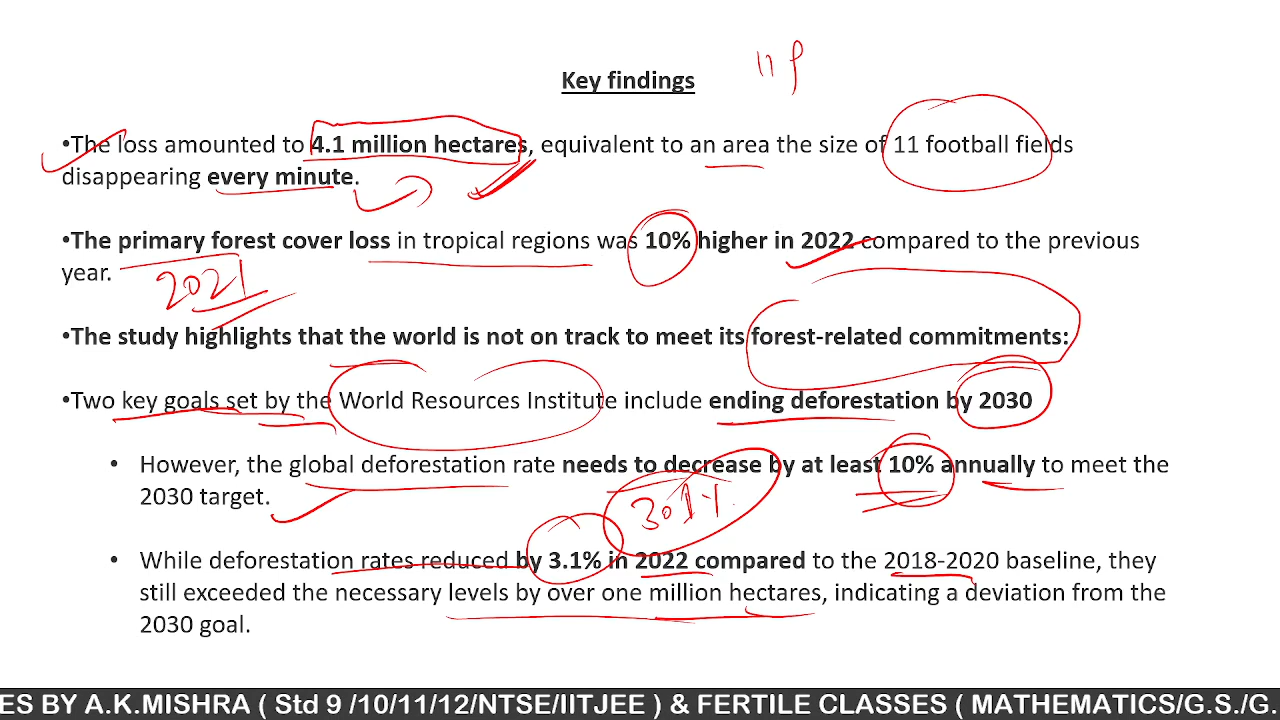 Key findings
11 f
•The loss amounted to 4.1 million hectares, equivalent to an area the size of 11 football fields
disappearing every minute.
•The primary forest cover loss in tropical regions was 10% higher in 2022 compared to the previous
year.
2021
•The study highlights that the world is not on track to meet its forest-related commitments:
•Two key goals set by the World Resources Institute include ending deforestation by 2030
• However, the global deforestation rate needs to decrease by at least 10% annually to meet the
2030 target.
• While deforestation rates reduced by 3.1% in 2022 compared to the 2018-2020 baseline, they
still exceeded the necessary levels by over one million hectares, indicating a deviation from the
2030 goal.
ES BY A.K.MISHRA ( Std 9 /10/11/12/NTSE/IITJEE ) & FERTILE CLASSES ( MATHEMATICS/G.S./G.